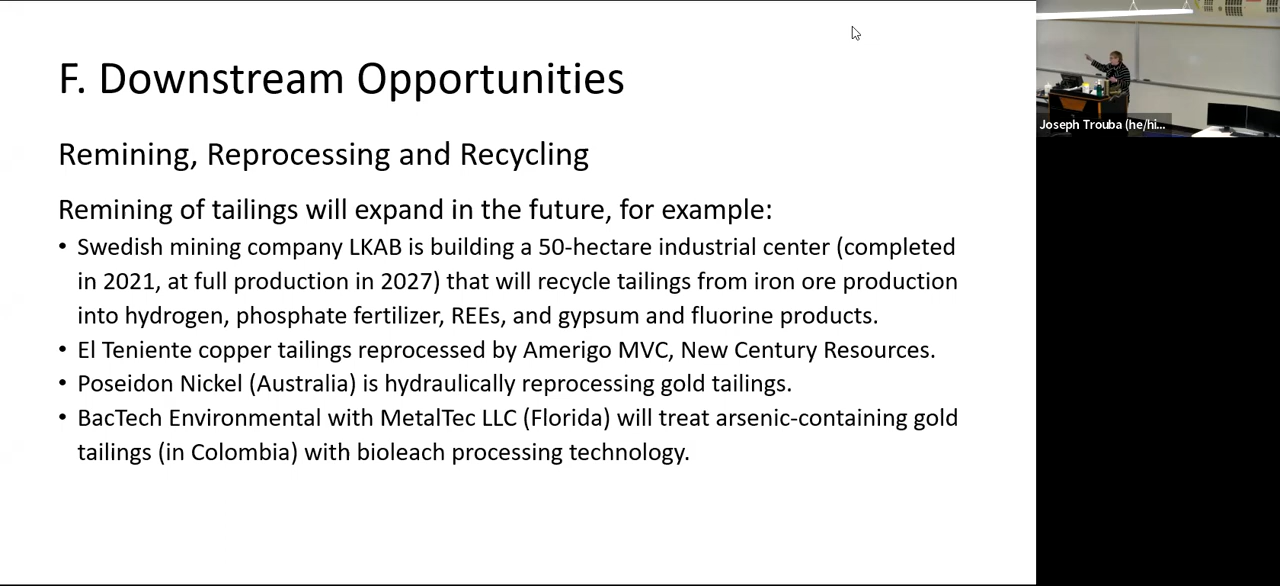 F. Downstream Opportunities
Remining, Reprocessing and Recycling
Remining of tailings will expand in the future, for example:
• Swedish mining company LKAB is building a 50-hectare industrial center (completed
in 2021, at full production in 2027) that will recycle tailings from iron ore production
into hydrogen, phosphate fertilizer, REEs, and gypsum and fluorine products.
• El Teniente copper tailings reprocessed by Amerigo MVC, New Century Resources.
• Poseidon Nickel (Australia) is hydraulically reprocessing gold tailings.
• BacTech Environmental with MetalTec LLC (Florida) will treat arsenic-containing gold
tailings (in Colombia) with bioleach processing technology.
Joseph Trouba (he/hi...